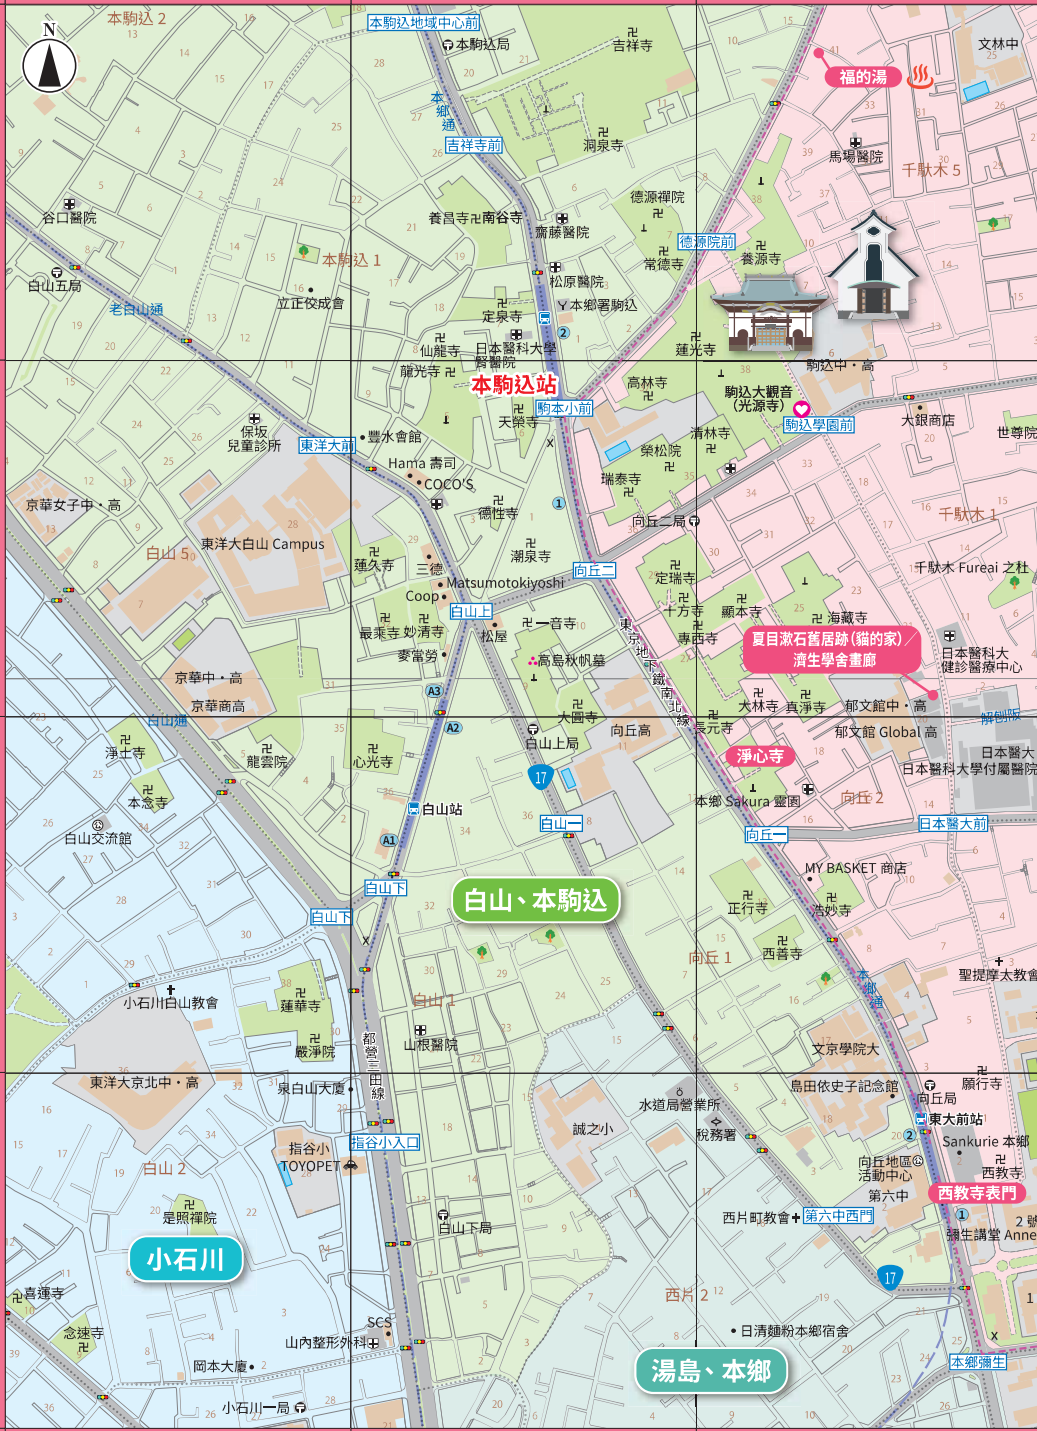 本駒込 2
本駒込地域中心前
本駒込局
吉祥寺
文林中
福的湯
N
本鄉通
吉祥寺前
洞泉寺
馬場醫院
千駄木 5
谷口醫院
養昌寺
南谷寺
齋藤醫院
德源禪院
德源院前
常德寺
養源寺
本駒込 1
白山五局
立正佼成會
松原醫院
老白山通
定泉寺
本鄉署駒込
2
仙龍寺
日本醫科大學
腎醫院
蓮光寺
龍光寺
本駒込站
高林寺
駒込中・高
駒込大觀音
(光源寺)
駒本小前
天榮寺
駒込學園前
大銀商店
世尊院
保坂
兒童診所
東洋大前
豐水會館
清林寺
榮松院
Hama 壽司
COCO'S
瑞泰寺
京華女子中・高
德性寺
1
向丘二局
千駄木 1
白山 5
東洋大白山 Campus
潮泉寺
蓮久寺
三德
向丘二
定瑞寺
千駄木 Fureai 之杜
Matsumotokiyoshi
Coop
白山上
十方寺
顯本寺
海藏寺
最乘寺
妙清寺
松屋
一音寺
專西寺
東京地下鐵南北線
夏目漱石舊居跡(貓的家)／
濟生學舍畫廊
麥當勞
高島秋帆墓
日本醫科大
健診醫療中心
京華中・高
京華商高
A3
大林寺
真淨寺
郁文館中・高
白山通
A2
大圓寺
向丘高
長元寺
郁文館 Global 高
解剖坂
淨土寺
龍雲院
心光寺
白山上局
淨心寺
日本醫大
日本醫科大學付屬醫院
17
本念寺
白山站
本鄉 Sakura 靈園
向丘 2
白山交流館
A1
白山一
向丘一
日本醫大前
白山下
MY BASKET 商店
白山、本駒込
白山下
正行寺
浩妙寺
西善寺
向丘 1
本鄉通
聖提摩太教會
小石川白山教會
蓮華寺
白山 1
都營三田線
嚴淨院
山根醫院
文京學院大
東洋大京北中・高
泉白山大廈
島田依史子記念館
願行寺
向丘局
水道局營業所
稅務署
東大前站
2
誠之小
Sankurie 本鄉
指谷小入口
指谷小
TOYOPET
向丘地區
活動中心
西教寺
白山 2
第六中
西教寺表門
是照禪院
白山下局
西片町教會
第六中西門
1
2 號
彌生講堂 Anne
小石川
17
喜運寺
西片 2
念速寺
SCS
山內整形外科
日清麵粉本鄉宿舍
岡本大廈
湯島、本鄉
本鄉彌生
小石川一局